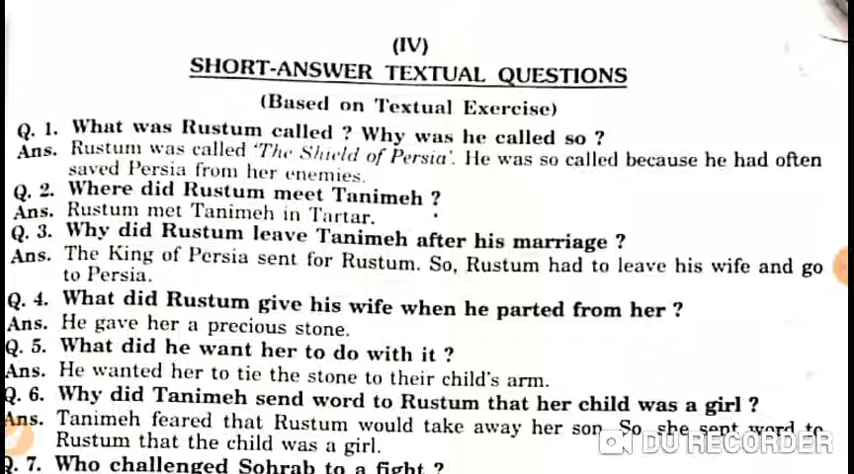 (IV)
SHORT-ANSWER TEXTUAL QUESTIONS
(Based on Textual Exercise)
Q. 1. What was Rustum called ? Why was he called so ?
Ans. Rustum was called 'The Shield of Persia'. He was so called because he had often
saved Persia from her enemies.
Q. 2. Where did Rustum meet Tanimeh ?
Ans. Rustum met Tanimeh in Tartar.
Q. 3. Why did Rustum leave Tanimeh after his marriage ?
Ans. The King of Persia sent for Rustum. So, Rustum had to leave his wife and go
to Persia.
Q. 4. What did Rustum give his wife when he parted from her ?
Ans. He gave her a precious stone.
Q. 5. What did he want her to do with it ?
Ans. He wanted her to tie the stone to their child's arm.
Q. 6. Why did Tanimeh send word to Rustum that her child was a girl ?
Ans. Tanimeh feared that Rustum would take away her son. So she sent word to
Rustum that the child was a girl.
DU RECORDER
Q. 7. Who challenged Sohrab to a fight ?